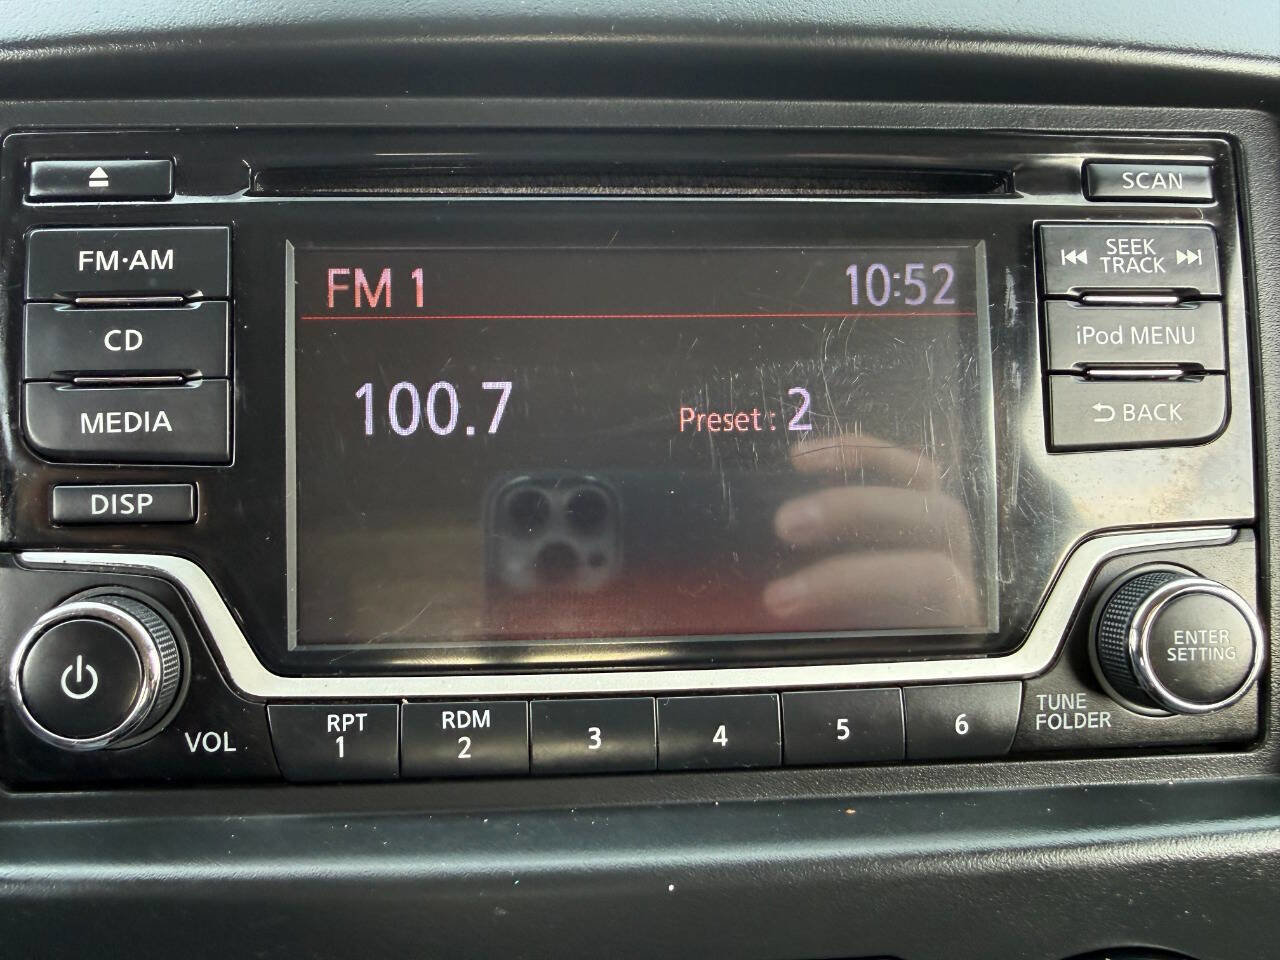 SCAN
FM·AM
CD
MEDIA
DISP
FM 1
10:52
100.7
Preset : 2
SEEK
TRACK
iPod MENU
BACK
VOL
RPT
1
RDM
2
3
4
5
6
TUNE
FOLDER
ENTER
SETTING